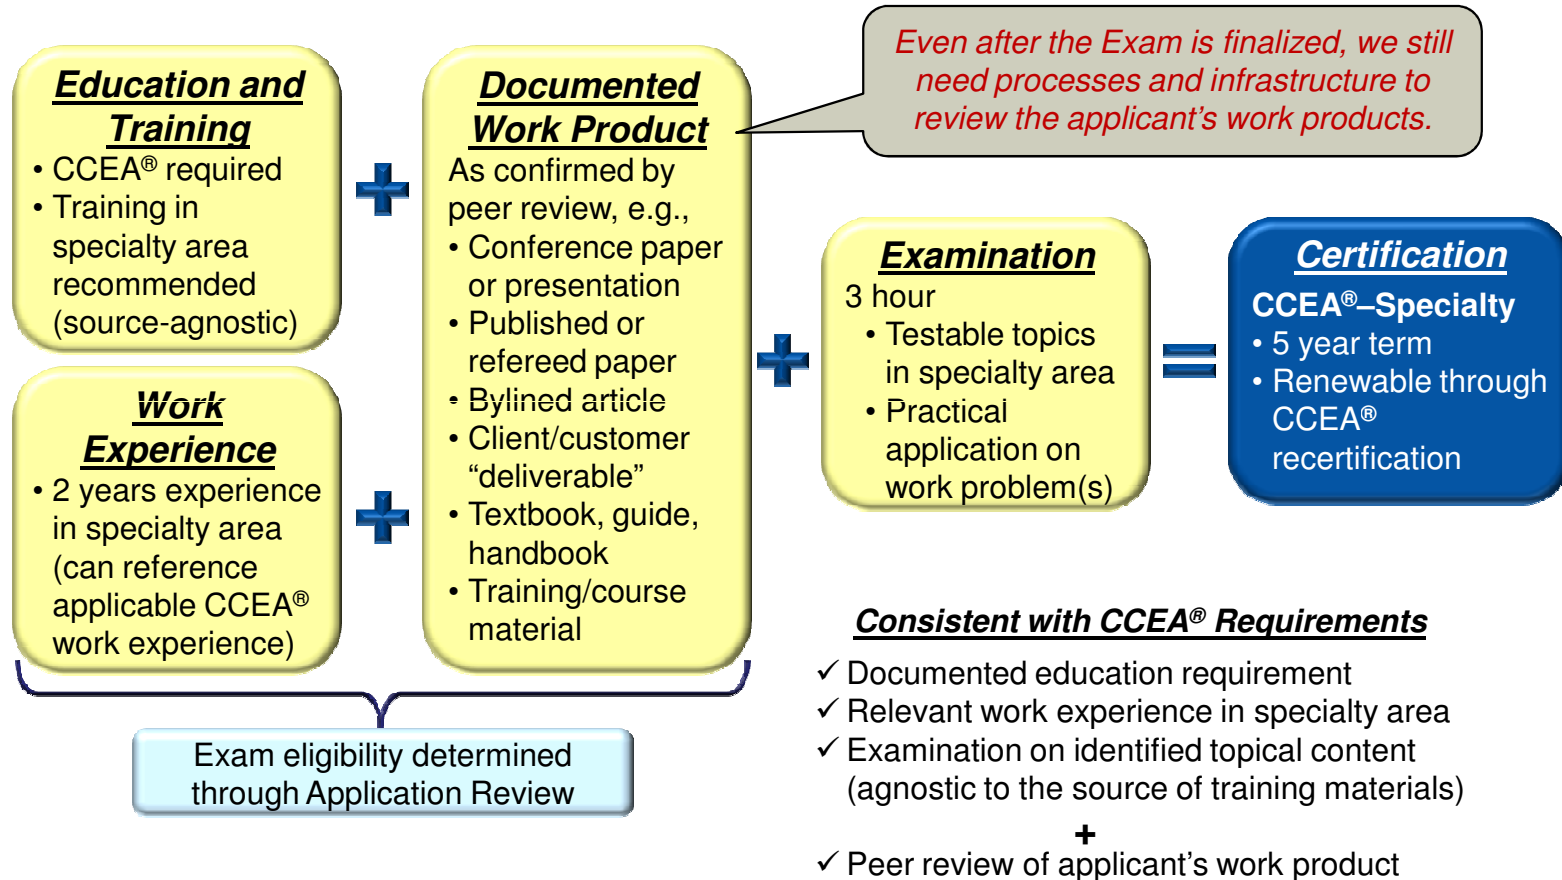 Education and
Training
• CCEA® required
• Training in
specialty area
recommended
(source-agnostic)
Work
Experience
• 2 years experience
in specialty area
(can reference
applicable CCEA®
work experience)
Documented
Work Product
As confirmed by
peer review, e.g.,
• Conference paper
or presentation
• Published or
refereed paper
• Bylined article
• Client/customer
“deliverable”
• Textbook, guide,
handbook
• Training/course
material
Even after the Exam is finalized, we still
need processes and infrastructure to
review the applicant’s work products.
Examination
3 hour
• Testable topics
in specialty area
• Practical
application on
work problem(s)
Certification
CCEA®–Specialty
• 5 year term
• Renewable through
CCEA®
recertification
Exam eligibility determined
through Application Review
Consistent with CCEA® Requirements
✓ Documented education requirement
✓ Relevant work experience in specialty area
✓ Examination on identified topical content
(agnostic to the source of training materials)
+
✓ Peer review of applicant’s work product